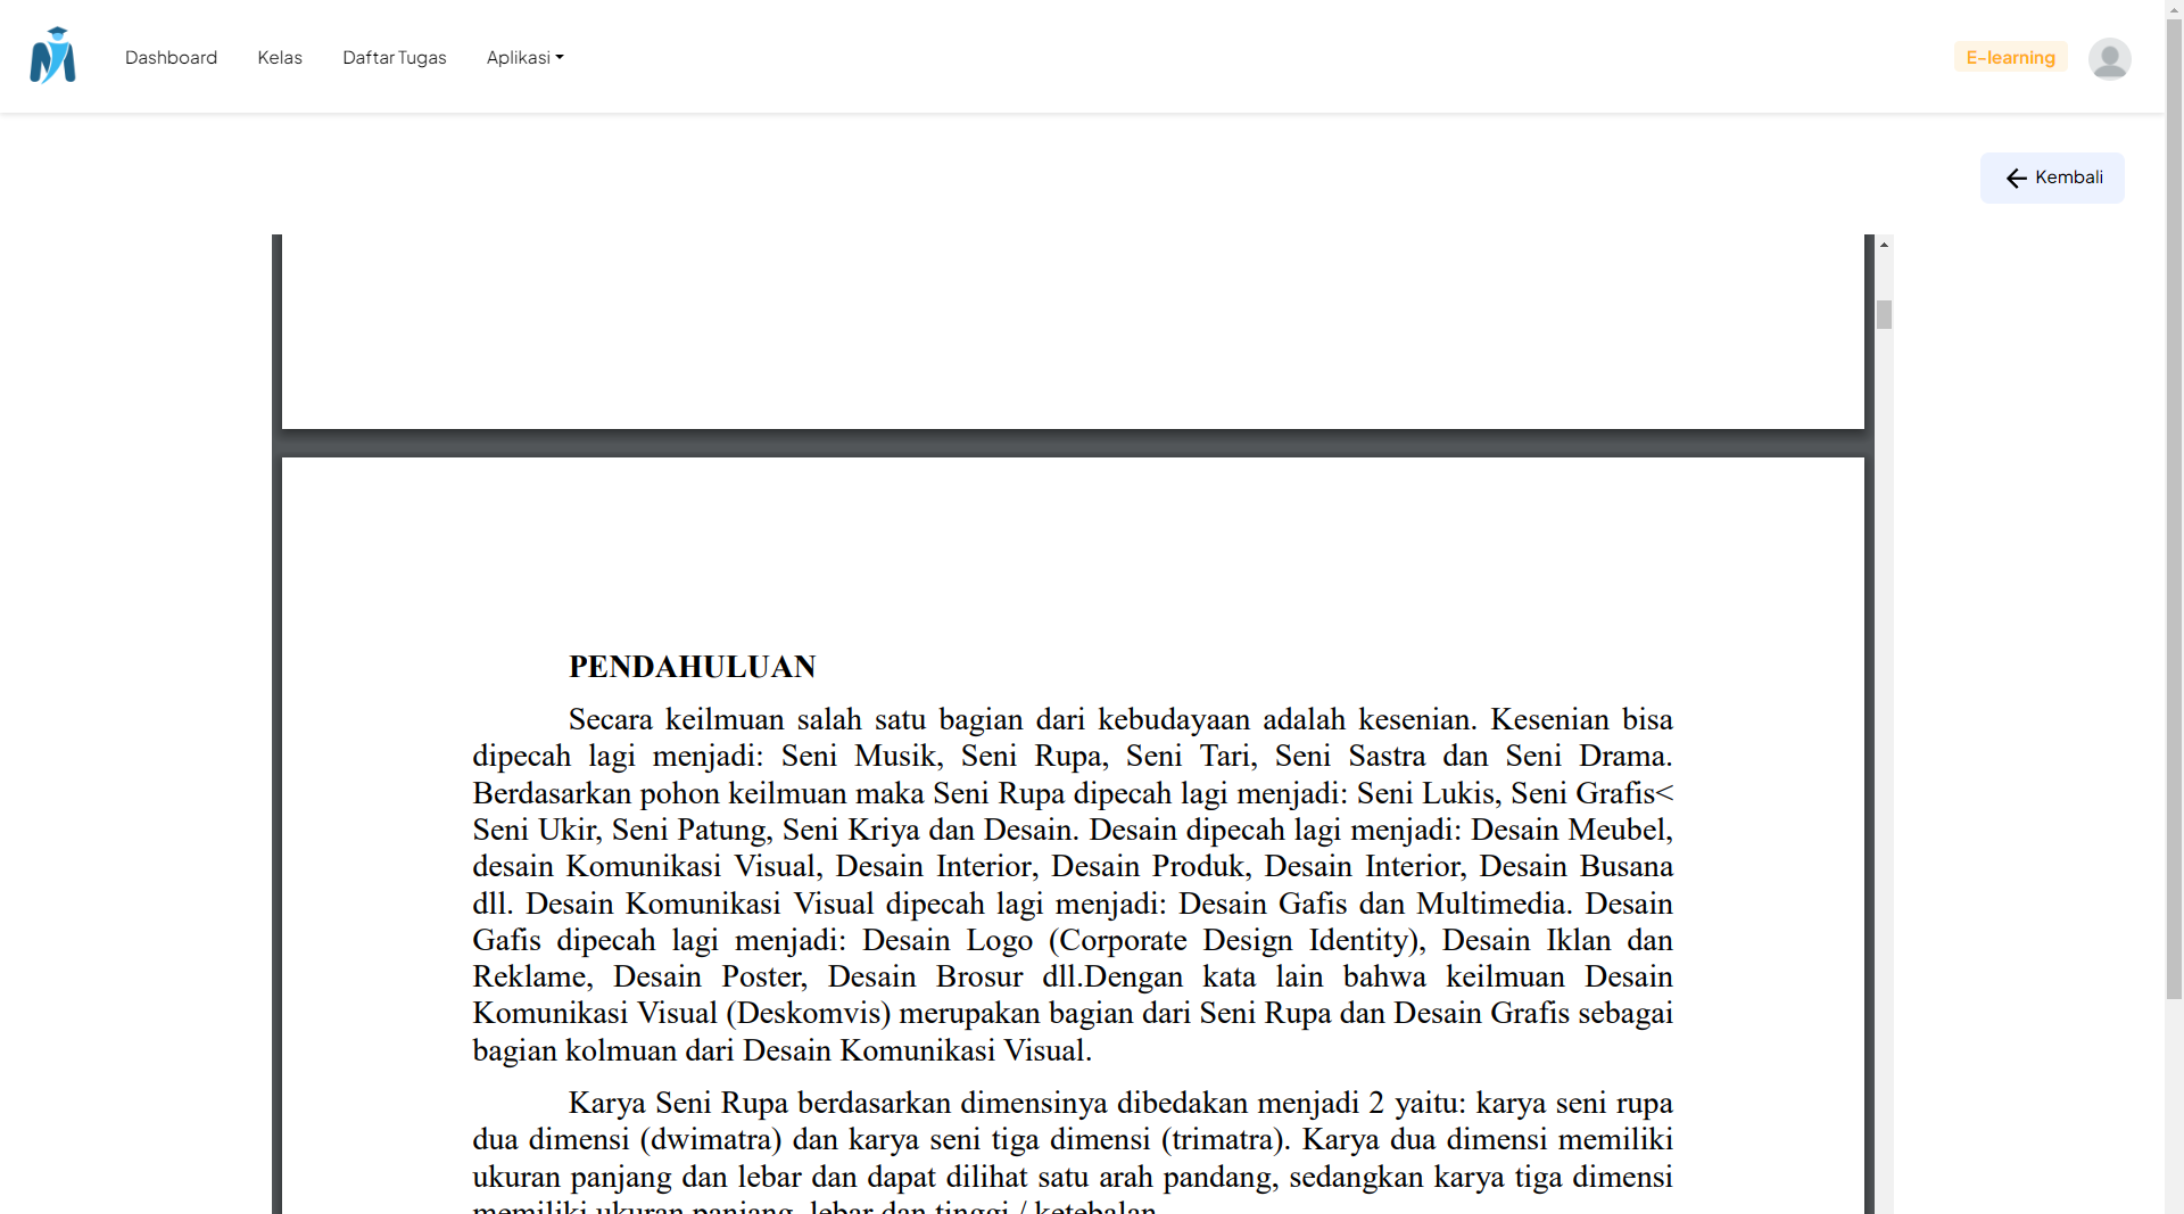 Dashboard Kelas Daftar Tugas Aplikasi E-learning
Kembali
PENDAHULUAN
Secara keilmuan salah satu bagian dari kebudayaan adalah kesenian. Kesenian bisa
dipecah lagi menjadi: Seni Musik, Seni Rupa, Seni Tari, Seni Sastra dan Seni Drama.
Berdasarkan pohon keilmuan maka Seni Rupa dipecah lagi menjadi: Seni Lukis, Seni Grafis<
Seni Ukir, Seni Patung, Seni Kriya dan Desain. Desain dipecah lagi menjadi: Desain Meubel,
desain Komunikasi Visual, Desain Interior, Desain Produk, Desain Interior, Desain Busana
dll. Desain Komunikasi Visual dipecah lagi menjadi: Desain Gafis dan Multimedia. Desain
Gafis dipecah lagi menjadi: Desain Logo (Corporate Design Identity), Desain Iklan dan
Reklame, Desain Poster, Desain Brosur dll.Dengan kata lain bahwa keilmuan Desain
Komunikasi Visual (Deskomvis) merupakan bagian dari Seni Rupa dan Desain Grafis sebagai
bagian kolmuan dari Desain Komunikasi Visual.
Karya Seni Rupa berdasarkan dimensinya dibedakan menjadi 2 yaitu: karya seni rupa
dua dimensi (dwimatra) dan karya seni tiga dimensi (trimatra). Karya dua dimensi memiliki
ukuran panjang dan lebar dan dapat dilihat satu arah pandang, sedangkan karya tiga dimensi
memiliki ukuran panjang, lebar dan tinggi / ketebalan